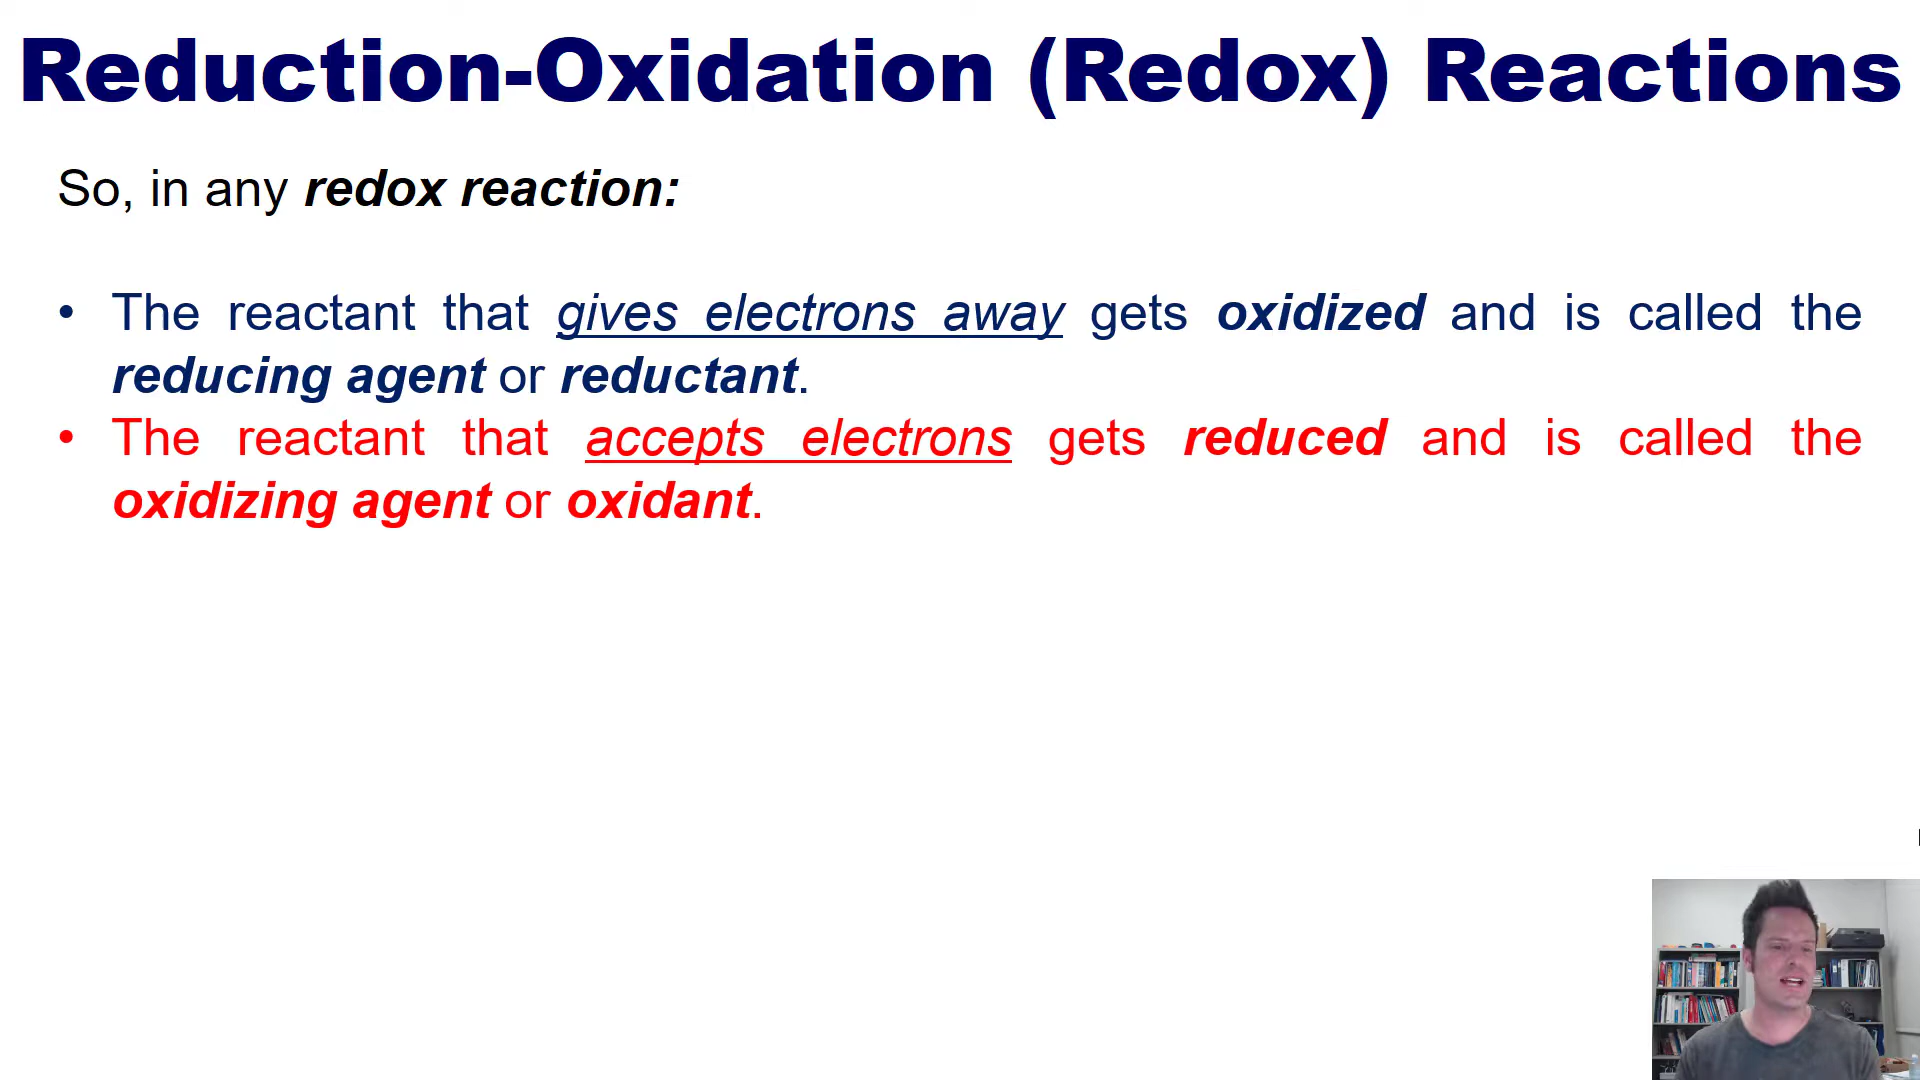 Reduction-Oxidation (Redox) Reactions
So, in any redox reaction:
• The reactant that gives electrons away gets oxidized and is called the
reducing agent or reductant.
• The reactant that accepts electrons gets reduced and is called the
oxidizing agent or oxidant.